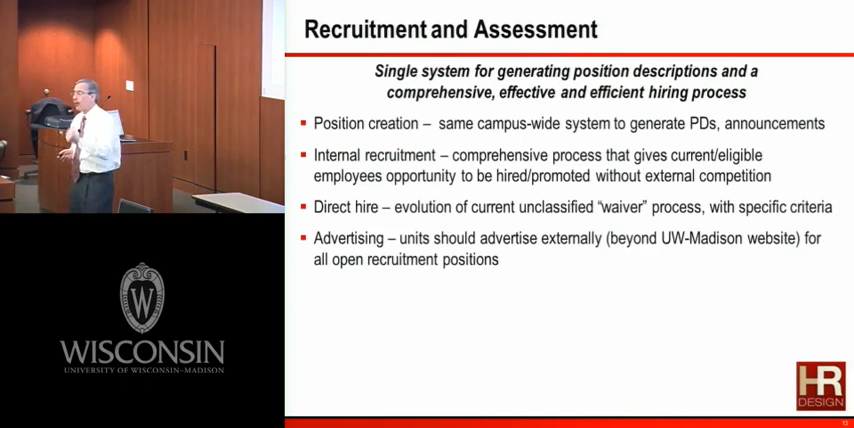 Recruitment and Assessment
Single system for generating position descriptions and a
comprehensive, effective and efficient hiring process
Position creation – same campus-wide system to generate PDs, announcements
Internal recruitment – comprehensive process that gives current/eligible
employees opportunity to be hired/promoted without external competition
Direct hire – evolution of current unclassified “waiver” process, with specific criteria
Advertising – units should advertise externally (beyond UW-Madison website) for
all open recruitment positions
W
WISCONSIN
UNIVERSITY OF WISCONSIN–MADISON
HR
DESIGN
13